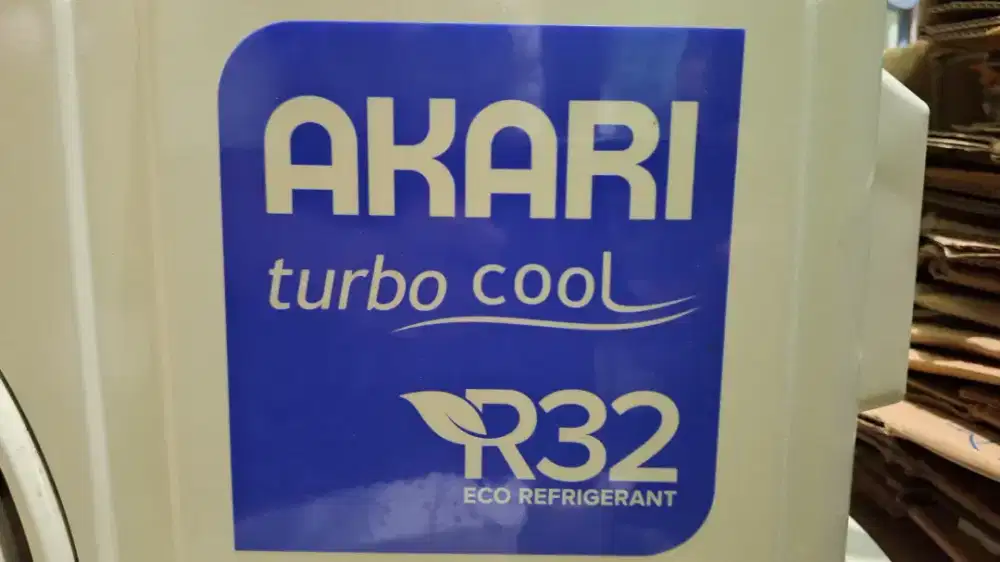 AKARI
turbo cool
R32
ECO REFRIGERANT